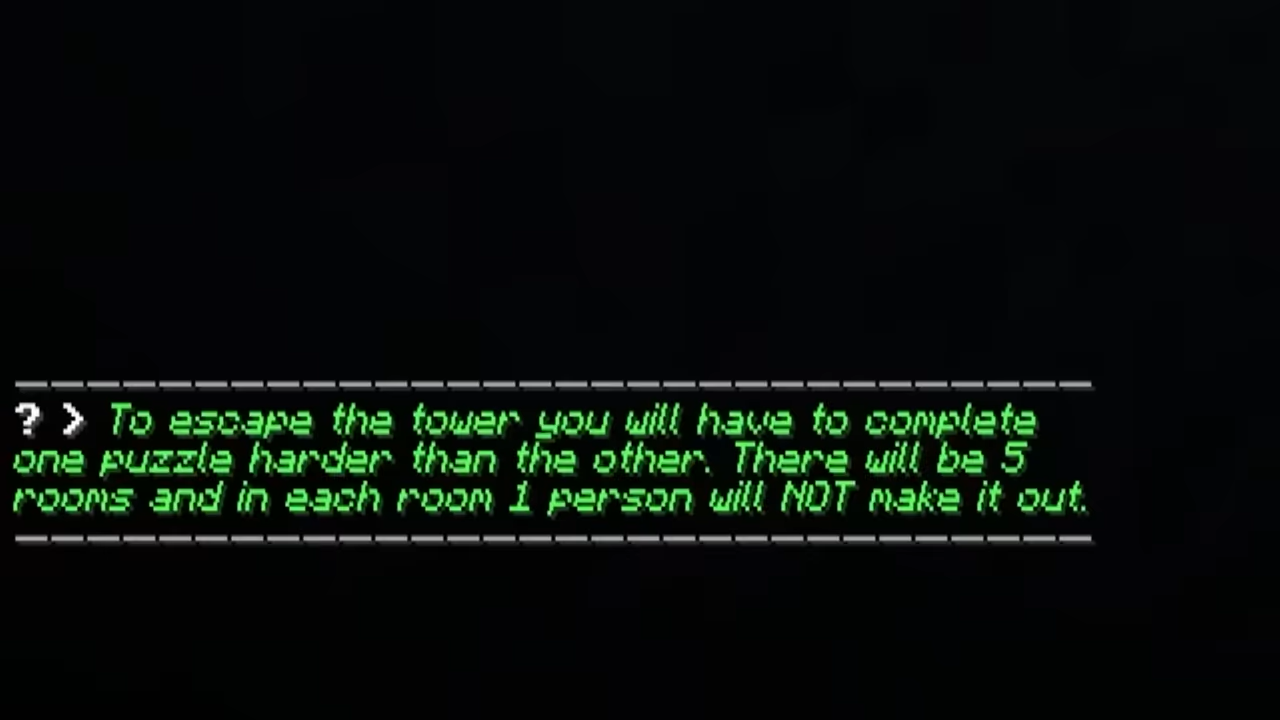 ? > To escape the tower you will have to complete
one puzzle harder than the other. There will be 5
rooms and in each room 1 person will NOT make it out.